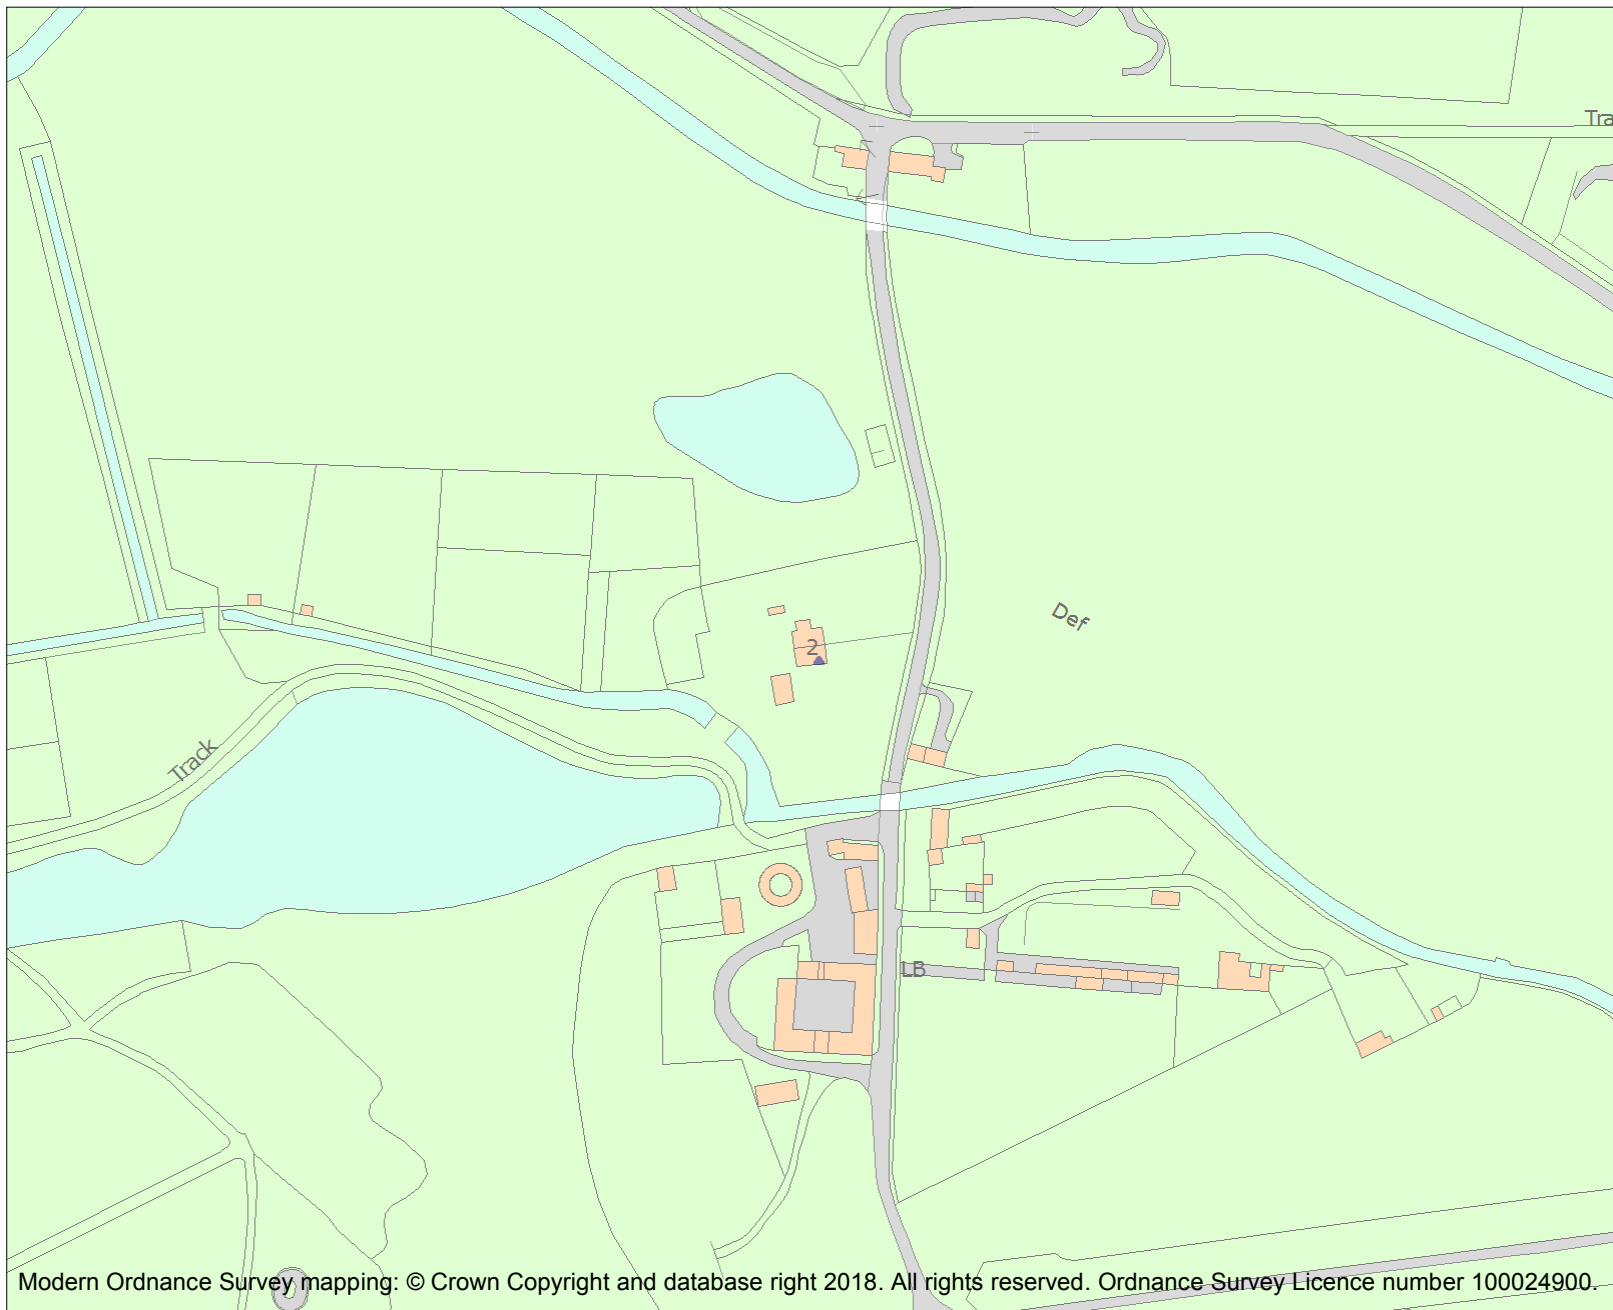 Tra
2
Def
Track
LB
Modern Ordnance Survey mapping: © Crown Copyright and database right 2018. All rights reserved. Ordnance Survey Licence number 100024900.